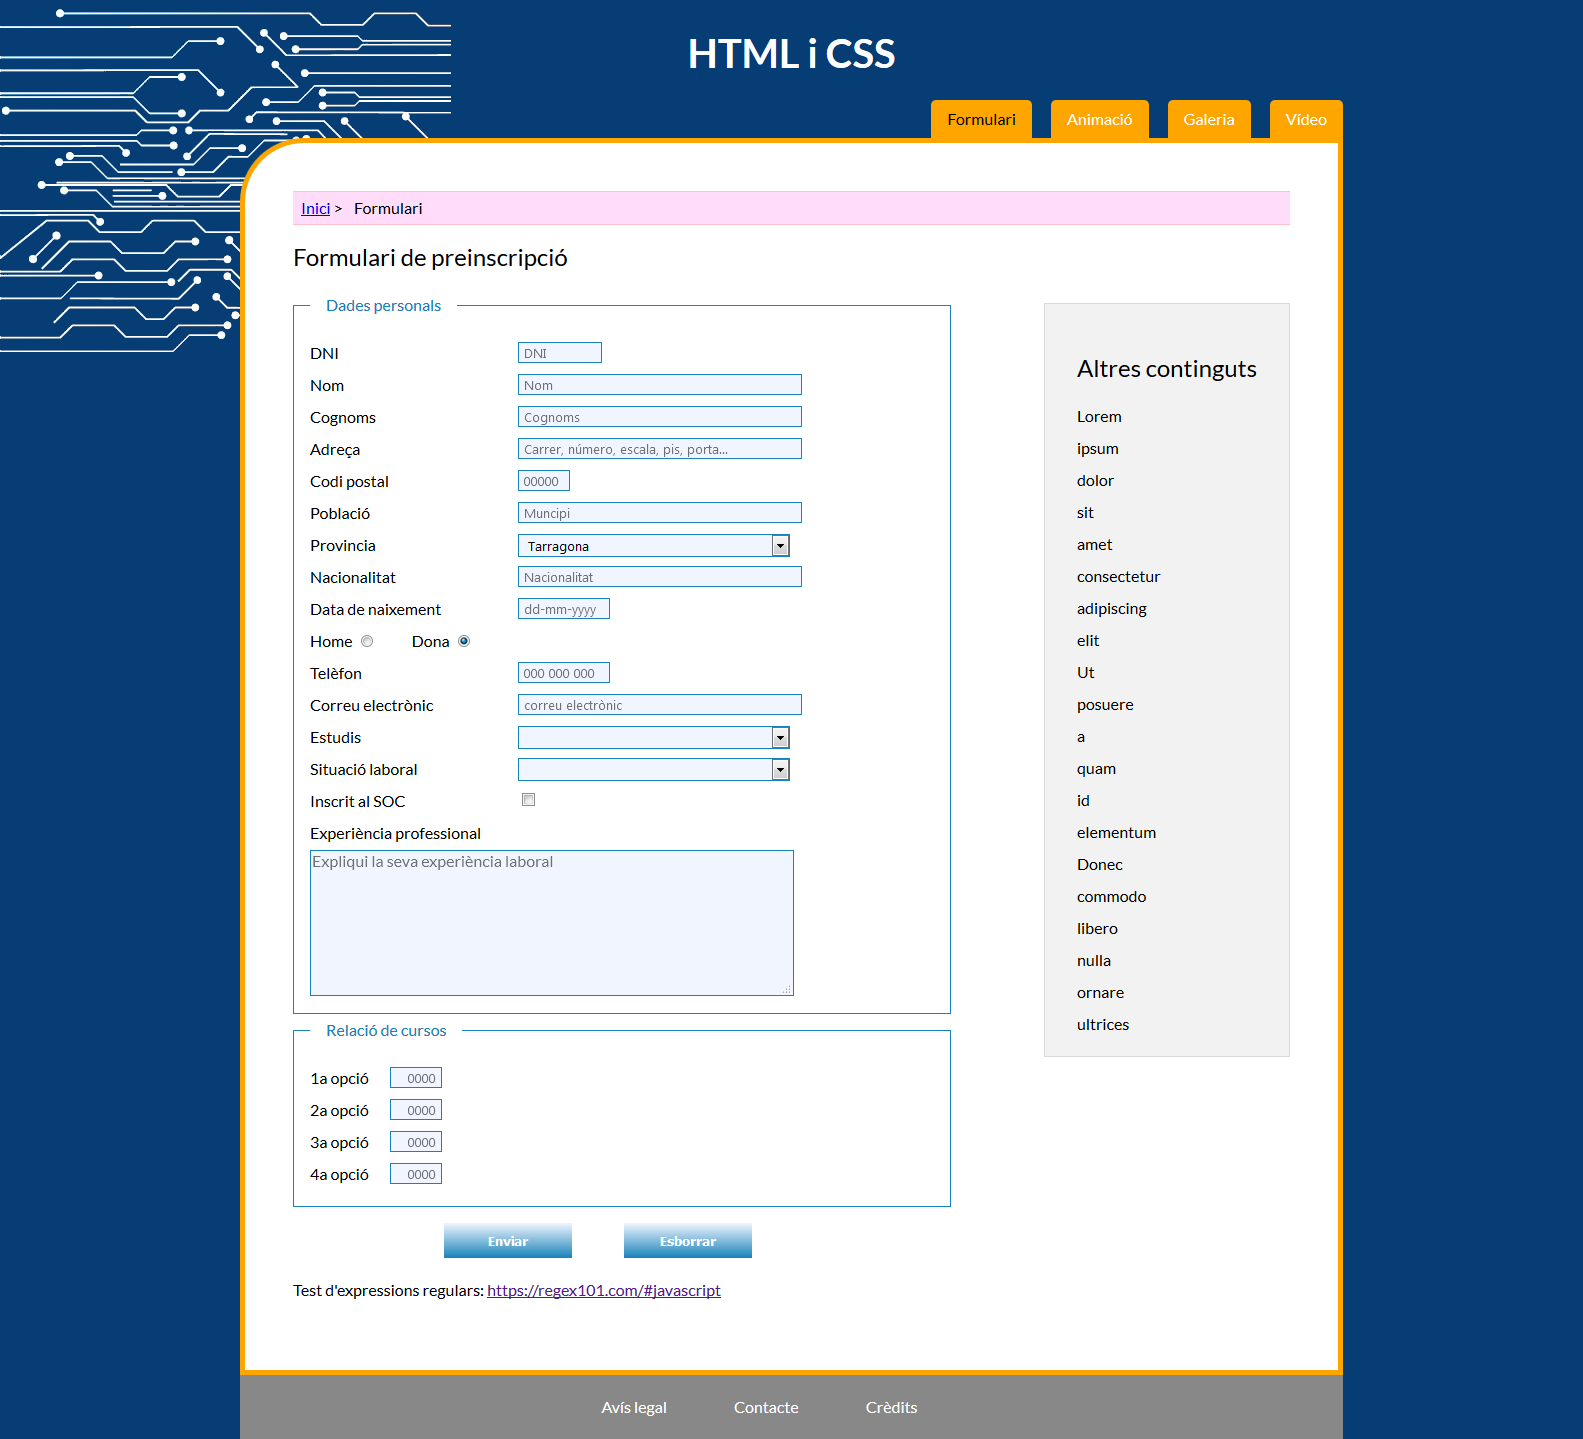 HTML i CSS
Formulari Animació Galeria Vídeo
Inici > Formulari
Formulari de preinscripció
Dades personals
DNI DNI
Nom Nom
Cognoms Cognoms
Adreça Carrer, número, escala, pis, porta...
Codi postal 00000
Població Muncipi
Provincia Tarragona
Nacionalitat Nacionalitat
Data de naixement dd-mm-yyyy
Home Dona
Telèfon 000 000 000
Correu electrònic correu electrònic
Estudis
Situació laboral
Inscrit al SOC
Experiència professional
Expliqui la seva experiència laboral
Relació de cursos
1a opció 0000
2a opció 0000
3a opció 0000
4a opció 0000
Enviar Esborrar
Test d'expressions regulars: https://regex101.com/#javascript
Altres continguts
Lorem
ipsum
dolor
sit
amet
consectetur
adipiscing
elit
Ut
posuere
a
quam
id
elementum
Donec
commodo
libero
nulla
ornare
ultrices
Avís legal Contacte Crèdits